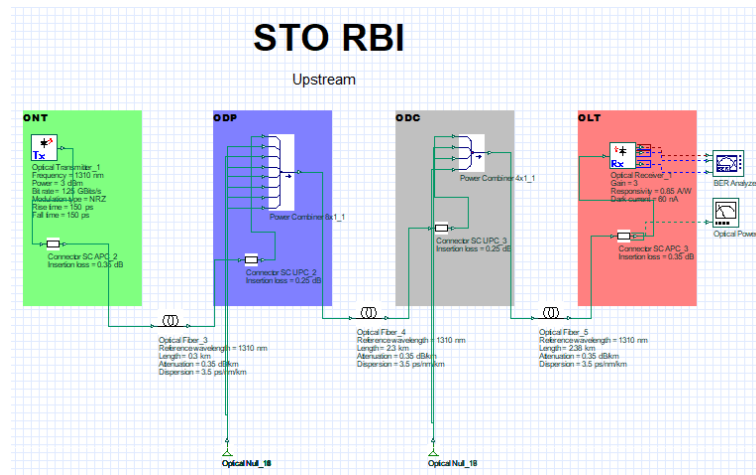 STO RBI
Upstream
ONT
ODP
ODC
OLT
Tx
Optical Transmitter_1
Frequency = 1310 nm
Power = 3 dBm
Bit rate = 1.25 GBits/s
Modulation type = NRZ
Rise time = 150 ps
Fall time = 150 ps
Connector SC APC_2
Insertion loss = 0.35 dB
Optical Fiber_3
Reference wavelength = 1310 nm
Length = 0.3 km
Attenuation = 0.35 dB/km
Dispersion = 3.5 ps/nm/km
Power Combiner 8x1_1
Connector SC UPC_2
Insertion loss = 0.25 dB
Optical Fiber_4
Reference wavelength = 1310 nm
Length = 2.3 km
Attenuation = 0.35 dB/km
Dispersion = 3.5 ps/nm/km
Power Combiner 4x1_1
Connector SC UPC_3
Insertion loss = 0.25 dB
Optical Fiber_5
Reference wavelength = 1310 nm
Length = 2.38 km
Attenuation = 0.35 dB/km
Dispersion = 3.5 ps/nm/km
Rx
Optical Receiver_1
Gain = 3
Responsivity = 0.85 A/W
Dark current = 60 nA
Connector SC APC_3
Insertion loss = 0.35 dB
BER Analyze
Optical Power
Optical Null
Optical Null